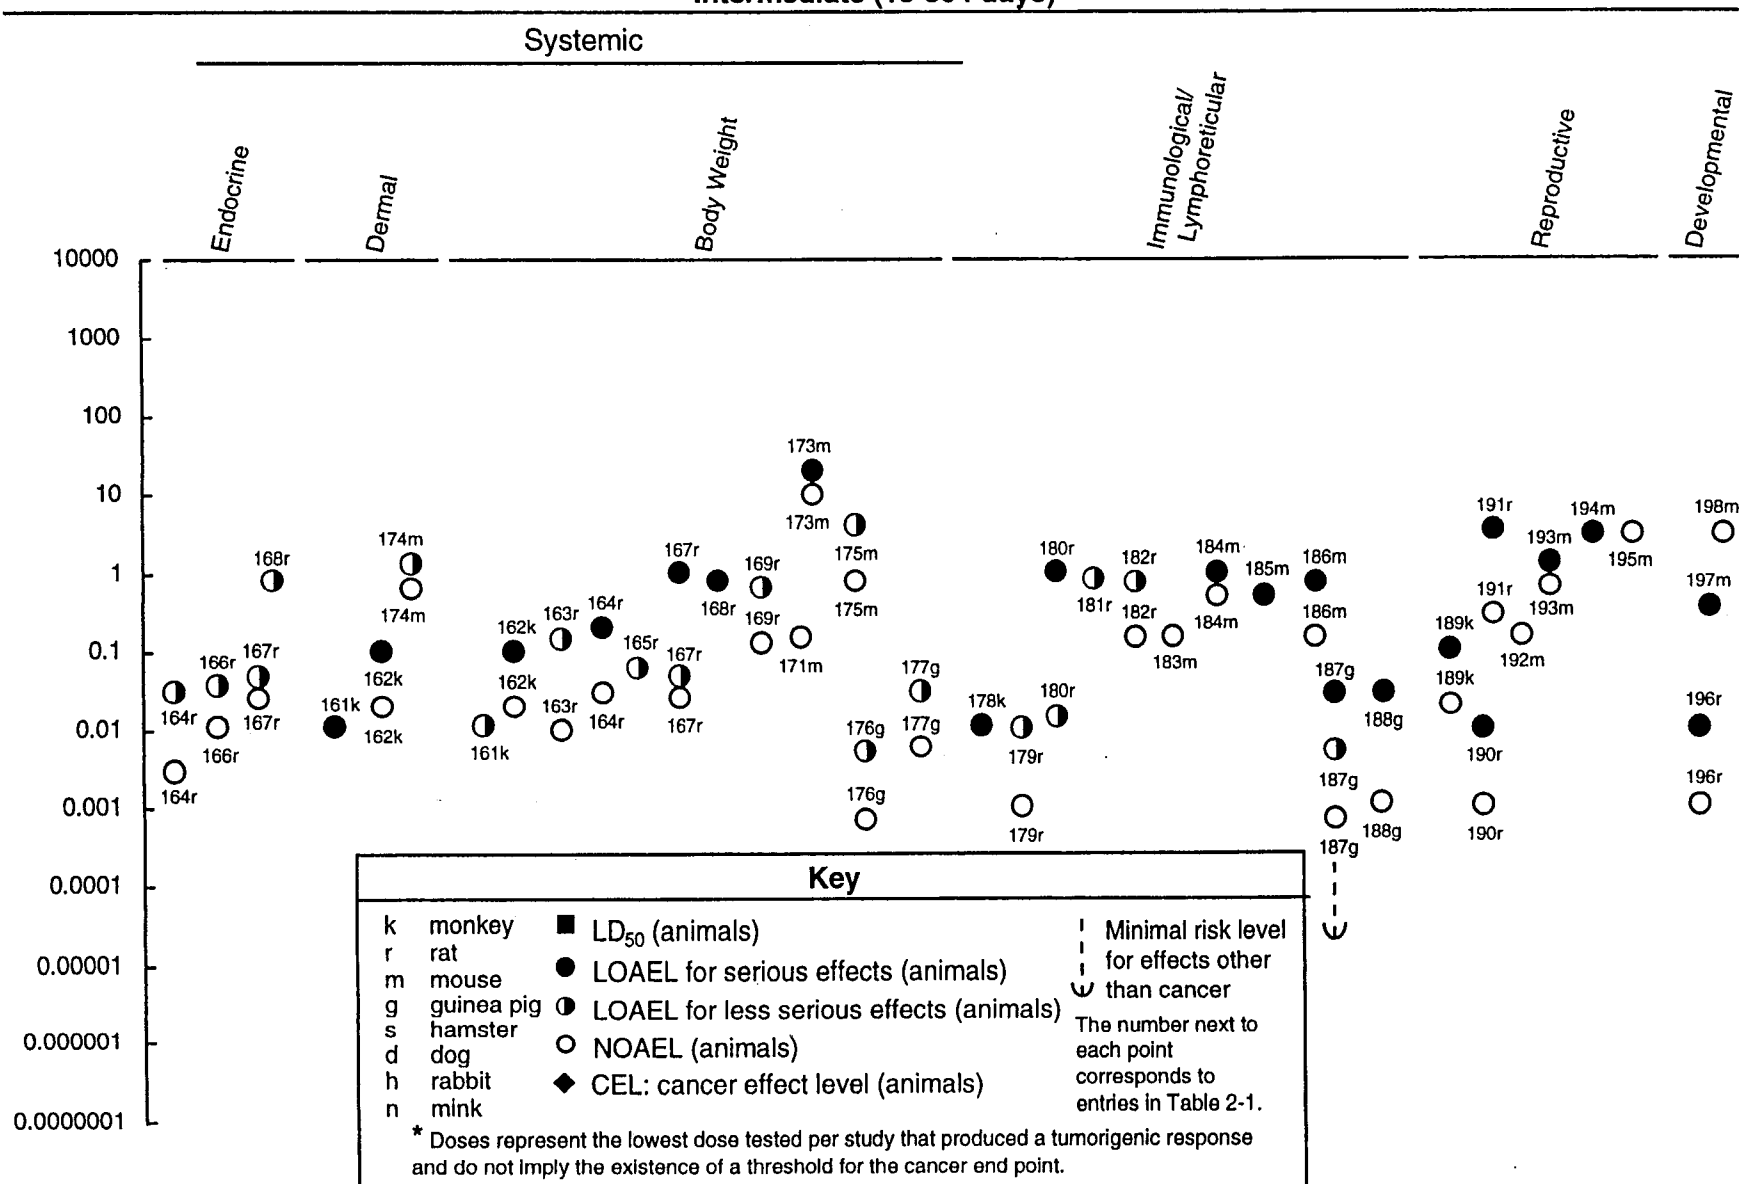 Intermediate (15-364 days)
Systemic
Endocrine
Dermal
Body Weight
Immunological/
Lymphoreticular
Reproductive
Developmental
10000
1000
100
10
1
0.1
0.01
0.001
0.0001
0.00001
0.000001
0.0000001
164r
164r
166r
166r
168r
167r
167r
161k
174m
174m
162k
162k
161k
162k
162k
163r
163r
164r
164r
165r
167r
167r
167r
168r
169r
169r
171m
173m
173m
175m
175m
176g
176g
177g
177g
178k
179r
179r
180r
180r
181r
182r
182r
183m
184m
184m
185m
186m
186m
187g
187g
187g
188g
188g
189k
189k
190r
190r
191r
191r
192m
193m
193m
194m
195m
196r
196r
197m
198m
Key
k monkey
r rat
m mouse
g guinea pig
s hamster
d dog
h rabbit
n mink
LD50 (animals)
LOAEL for serious effects (animals)
LOAEL for less serious effects (animals)
NOAEL (animals)
CEL: cancer effect level (animals)
Minimal risk level
for effects other
than cancer
The number next to
each point
corresponds to
entries in Table 2-1.
* Doses represent the lowest dose tested per study that produced a tumorigenic response
and do not imply the existence of a threshold for the cancer end point.